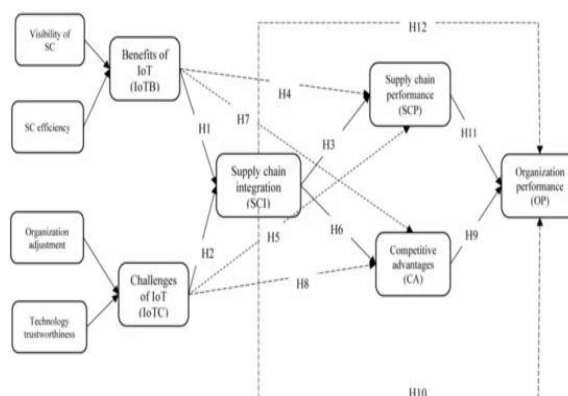 H12
Visibility of
SC
Benefits of
IoT
(IoTB)
Supply chain
performance
(SCP)
H4
SC efficiency
H1
H7
H3
H11
Supply chain
integration
(SCI)
Organization
performance
(OP)
Organization
adjustment
H2
H5
H6
H9
Challenges
of IoT
(IoTC)
Competitive
advantages
(CA)
H8
Technology
trustworthiness
H10